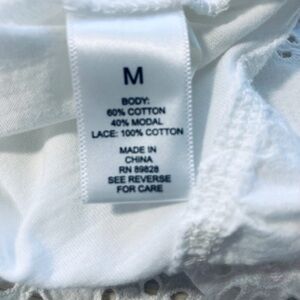 M
BODY:
60% COTTON
40% MODAL
LACE: 100% COTTON
MADE IN
CHINA
RN 89828
SEE REVERSE
FOR CARE